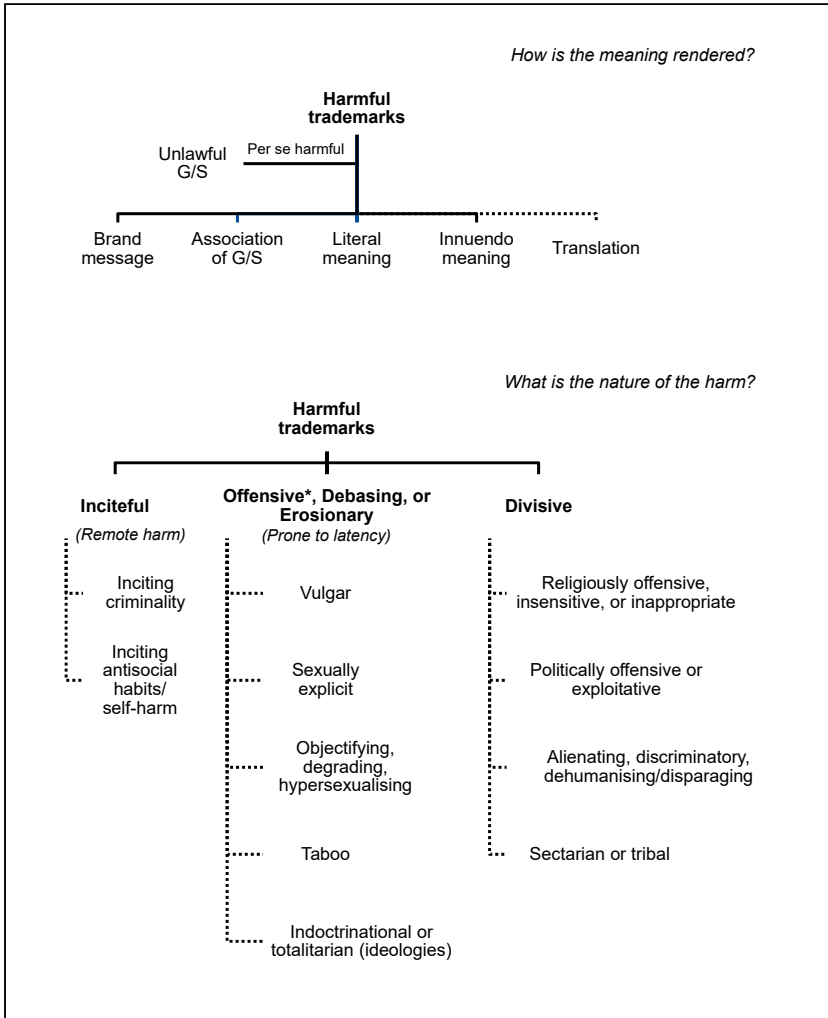 How is the meaning rendered?
Harmful
trademarks
Per se harmful
Unlawful
G/S
Brand
message
Association
of G/S
Literal
meaning
Innuendo
meaning
Translation
What is the nature of the harm?
Harmful
trademarks
Inciteful
(Remote harm)
Inciting
criminality
Inciting
antisocial
habits/
self-harm
Offensive*, Debasing, or
Erosionary
(Prone to latency)
Vulgar
Sexually
explicit
Objectifying,
degrading,
hypersexualising
Taboo
Indoctrinational or
totalitarian (ideologies)
Divisive
Religiously offensive,
insensitive, or inappropriate
Politically offensive or
exploitative
Alienating, discriminatory,
dehumanising/disparaging
Sectarian or tribal